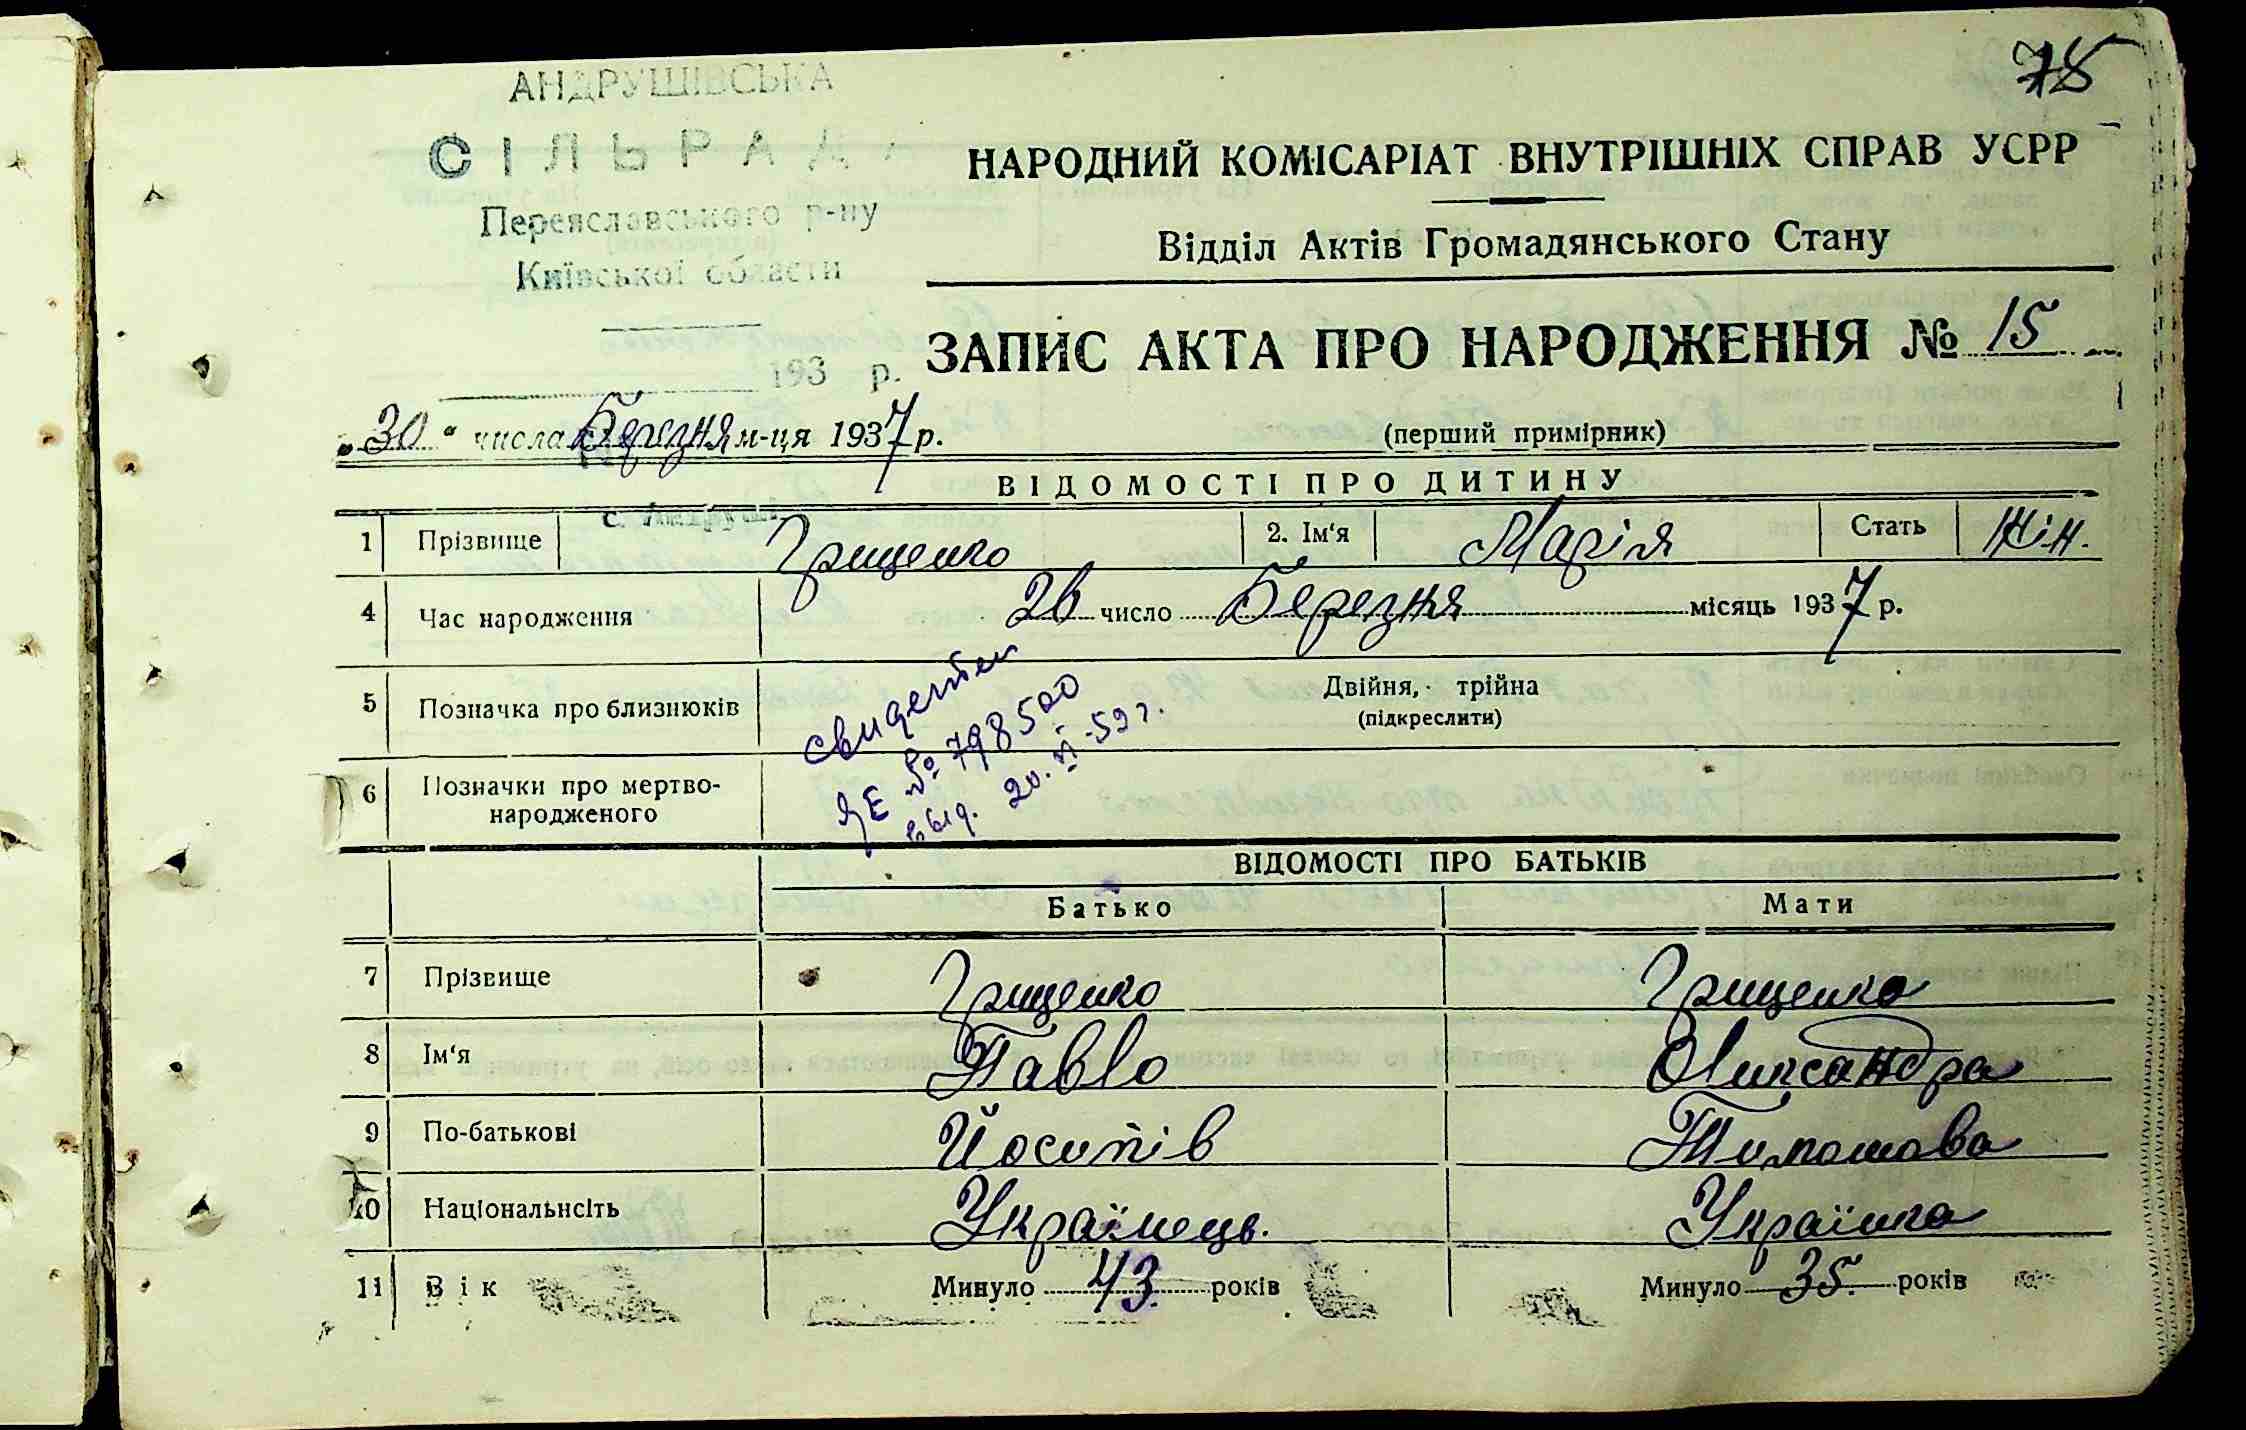 78
АНДРУШІВСЬКА
СІЛЬРАДА
Переяславського р-ну
Київської области
193 р.
НАРОДНИЙ КОМІСАРІАТ ВНУТРІШНІХ СПРАВ УСРР
Відділ Актів Громадянського Стану
ЗАПИС АКТА ПРО НАРОДЖЕННЯ № 15
„30“ числа Березня м-ця 1937 р.
(перший примірник)
ВІДОМОСТІ ПРО ДИТИНУ
1 Прізвище Грищенко 2. Ім‘я Марія Стать Жін.
4 Час народження 26 число Березня місяць 1937 р.
5 Позначка про близнюків Двійня, трійна
(підкреслити)
6 Позначки про мертво-
народженого
свидетел
ЯЕ № 798500
выд. 20.VI-59 г.
ВІДОМОСТІ ПРО БАТЬКІВ
Батько Мати
7 Прізвище Грищенко Грищенко
8 Ім‘я Павло Олександра
9 По-батькові Йосипів Тимошова
10 Національність Українець. Українка
11 Вік Минуло 43 років Минуло 35 років